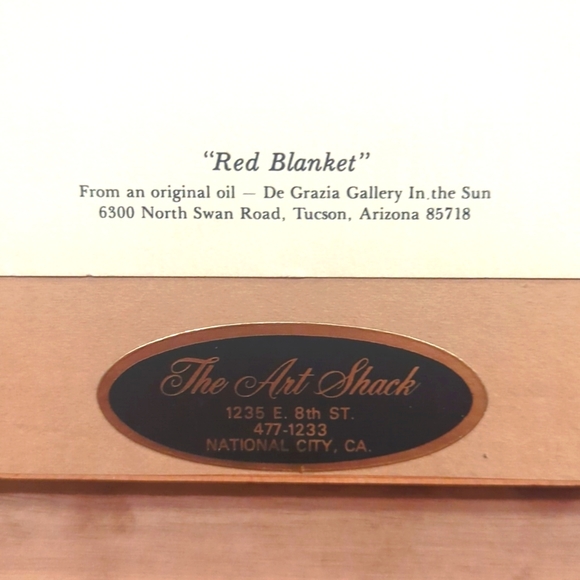 “Red Blanket”
From an original oil — De Grazia Gallery In the Sun
6300 North Swan Road, Tucson, Arizona 85718
The Art Shack
1235 E. 8th ST.
477-1233
NATIONAL CITY, CA.